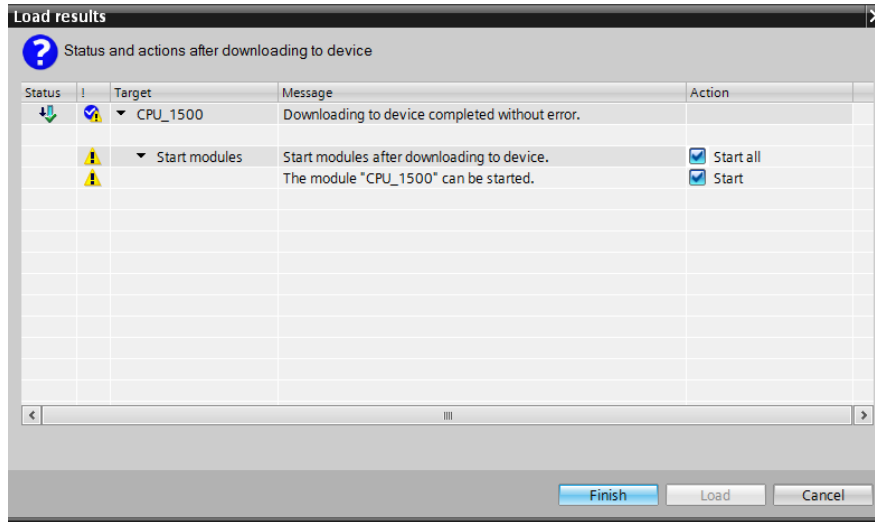 Load results
Status and actions after downloading to device
Status ! Target Message Action
CPU_1500 Downloading to device completed without error.
Start modules Start modules after downloading to device. Start all
The module "CPU_1500" can be started. Start
Finish Load Cancel